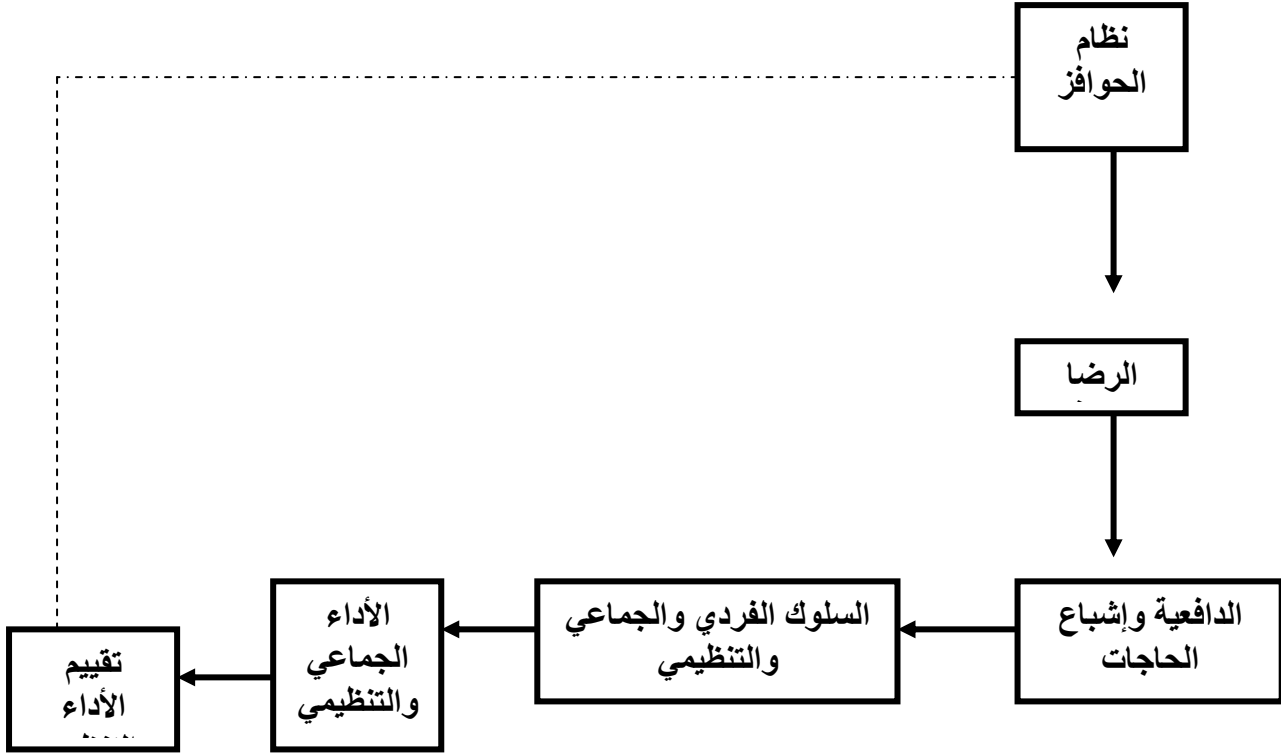 نظام
الحوافز
الرضا
الدافعية وإشباع
الحاجات
السلوك الفردي والجماعي
والتنظيمي
الأداء
الجماعي
والتنظيمي
تقييم
الأداء